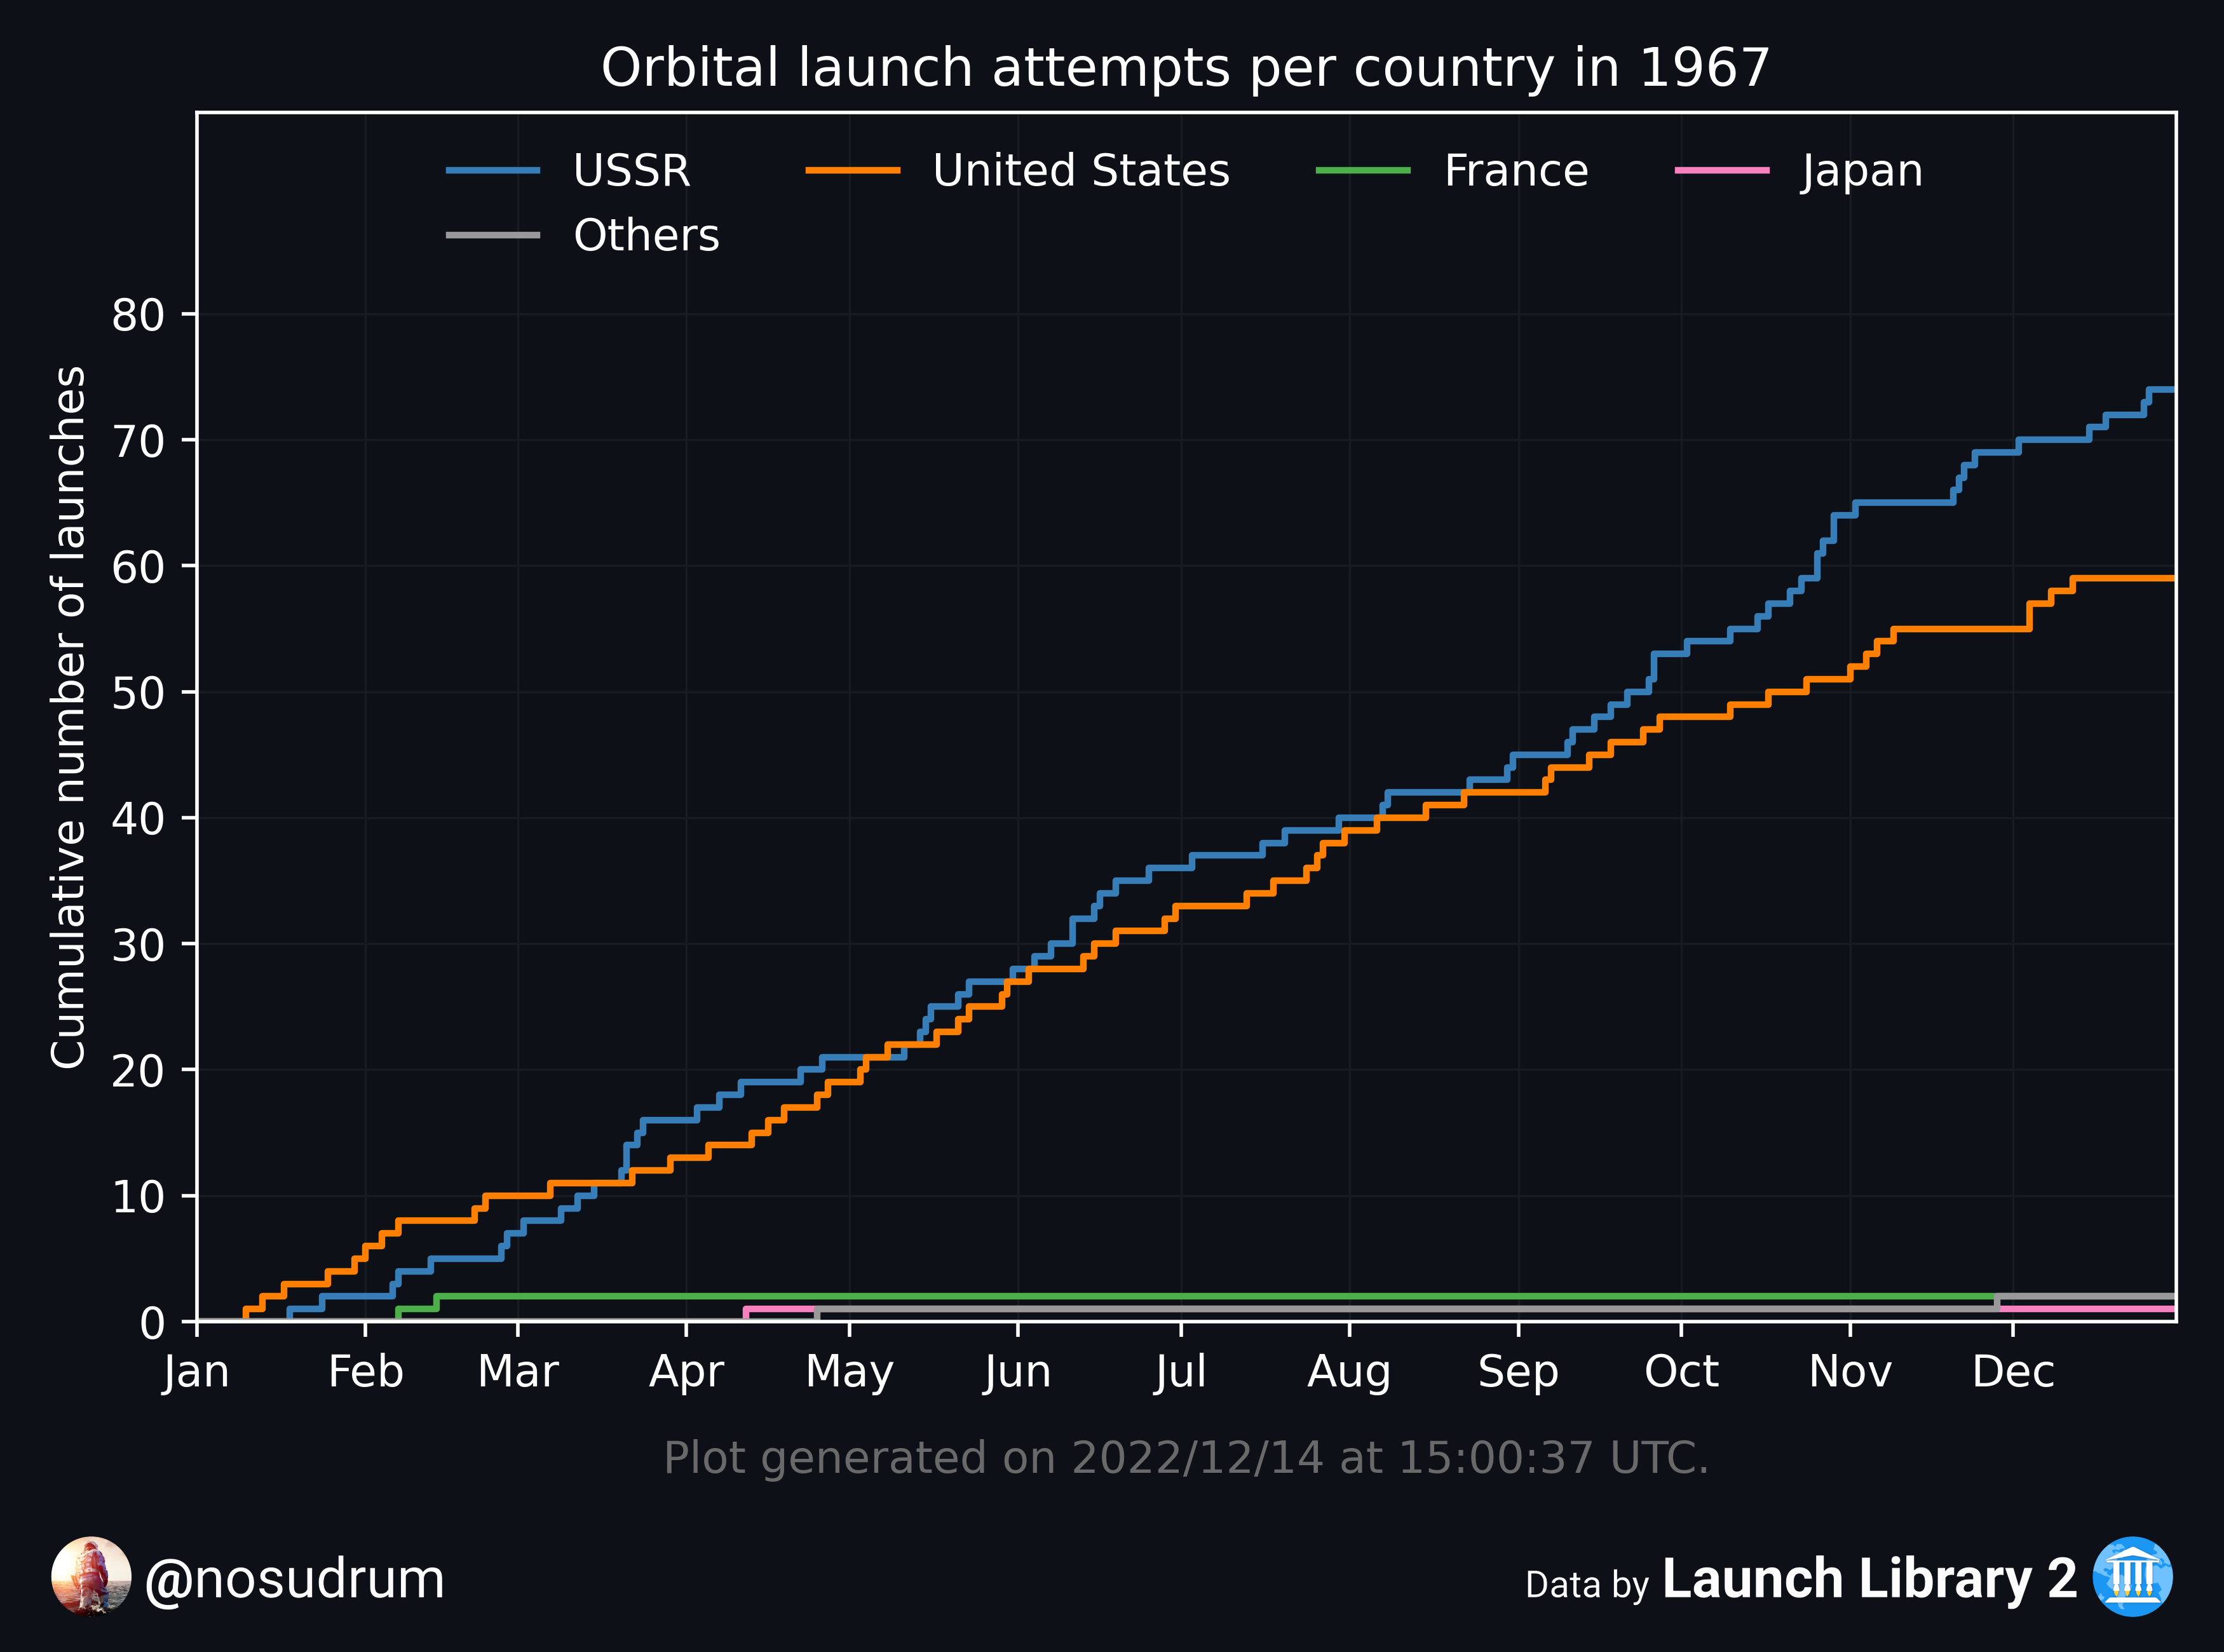 Orbital launch attempts per country in 1967
USSR United States France Japan
Others
Cumulative number of launches
80
70
60
50
40
30
20
10
0
Jan Feb Mar Apr May Jun Jul Aug Sep Oct Nov Dec
Plot generated on 2022/12/14 at 15:00:37 UTC.
@nosudrum
Data by Launch Library 2